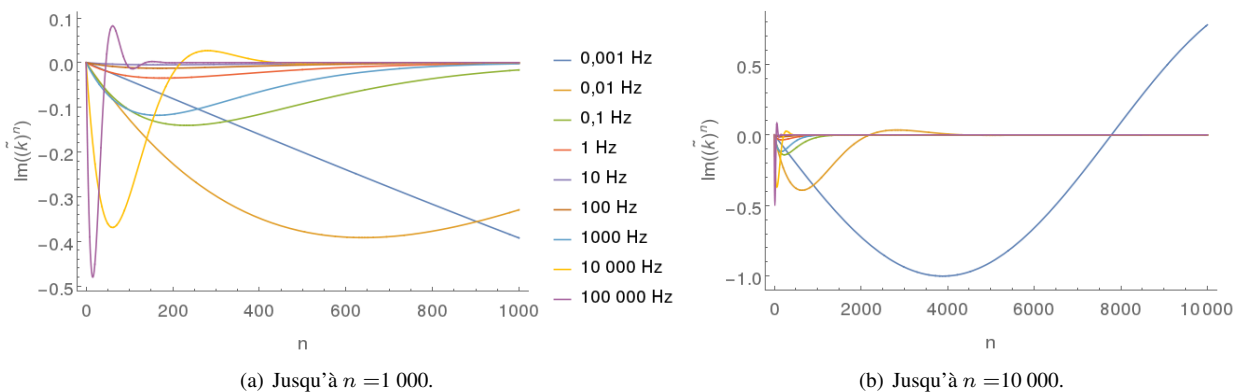 0.1
0.0
−0.1
−0.2
−0.3
−0.4
−0.5
Im((k̃)ⁿ)
0 200 400 600 800 1000
n
0,001 Hz
0,01 Hz
0,1 Hz
1 Hz
10 Hz
100 Hz
1000 Hz
10 000 Hz
100 000 Hz
(a) Jusqu'à n =1 000.
0.5
0.0
−0.5
−1.0
Im((k̃)ⁿ)
0 2000 4000 6000 8000 10 000
n
(b) Jusqu'à n =10 000.